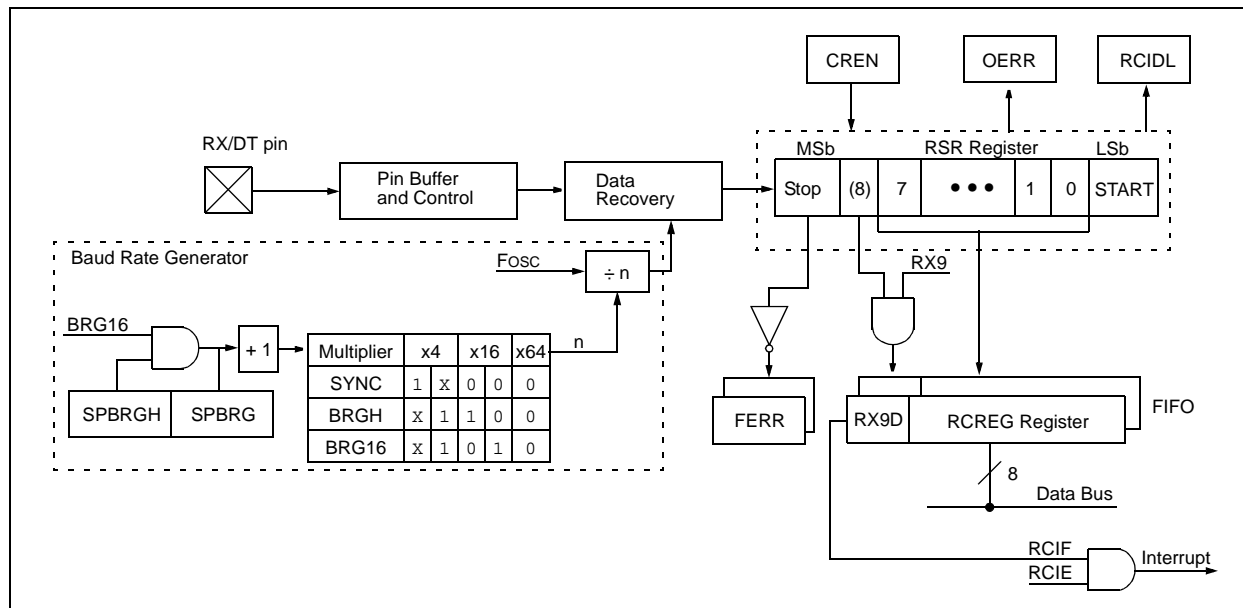 CREN
OERR
RCIDL
RX/DT pin
Pin Buffer
and Control
Data
Recovery
MSb
RSR Register
LSb
Stop (8) 7 ••• 1 0 START
Baud Rate Generator
FOSC
÷ n
RX9
BRG16
+ 1
n
SPBRGH SPBRG
Multiplier x4 x16 x64
SYNC 1 X 0 0 0
BRGH X 1 1 0 0
BRG16 X 1 0 1 0
FERR
RX9D RCREG Register
FIFO
8
Data Bus
RCIF
RCIE
Interrupt